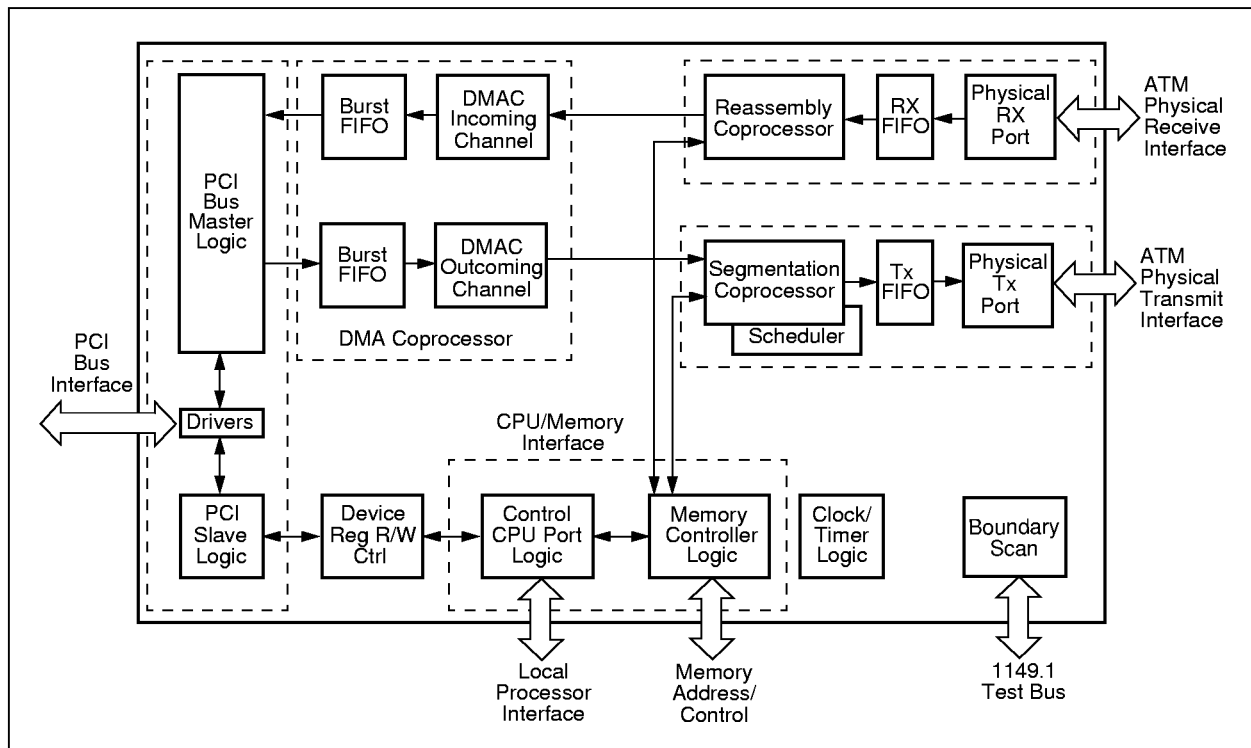 Burst
FIFO
DMAC
Incoming
Channel
Reassembly
Coprocessor
RX
FIFO
Physical
RX
Port
ATM
Physical
Receive
Interface
PCI
Bus
Master
Logic
Burst
FIFO
DMAC
Outcoming
Channel
Segmentation
Coprocessor
Scheduler
Tx
FIFO
Physical
Tx
Port
ATM
Physical
Transmit
Interface
DMA Coprocessor
PCI
Bus
Interface
Drivers
CPU/Memory
Interface
PCI
Slave
Logic
Device
Reg R/W
Ctrl
Control
CPU Port
Logic
Memory
Controller
Logic
Clock/
Timer
Logic
Boundary
Scan
Local
Processor
Interface
Memory
Address/
Control
1149.1
Test Bus